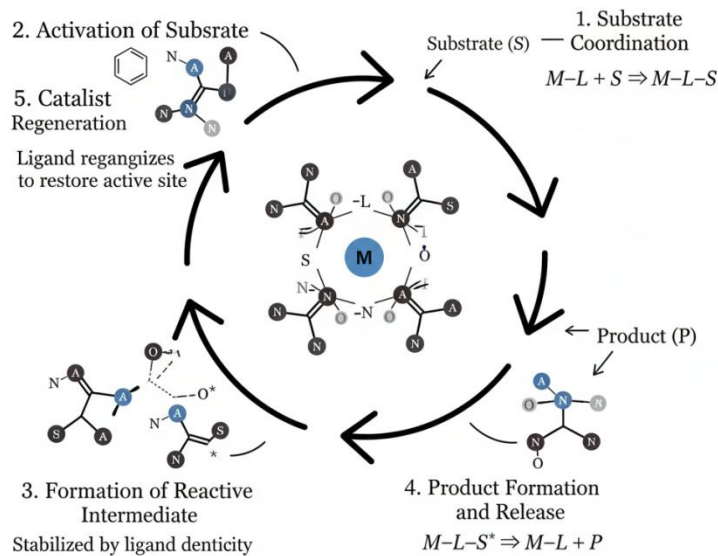 2. Activation of Subsrate
1. Substrate
Coordination
Substrate (S)
M–L + S ⇒ M–L–S
5. Catalist
Regeneration
Ligand regangizes
to restore active site
N
A
A
N
N
N
N
N
A
O
-L
O
N
A
S
S
M
Ö
N
N
O
-N
O
A
A
N
N
N
Product (P)
A
O
N
N
N
O
O
N
A
A
S
A
O*
N
A
S
N
*
3. Formation of Reactive
Intermediate
Stabilized by ligand denticity
4. Product Formation
and Release
M–L–S* ⇒ M–L + P